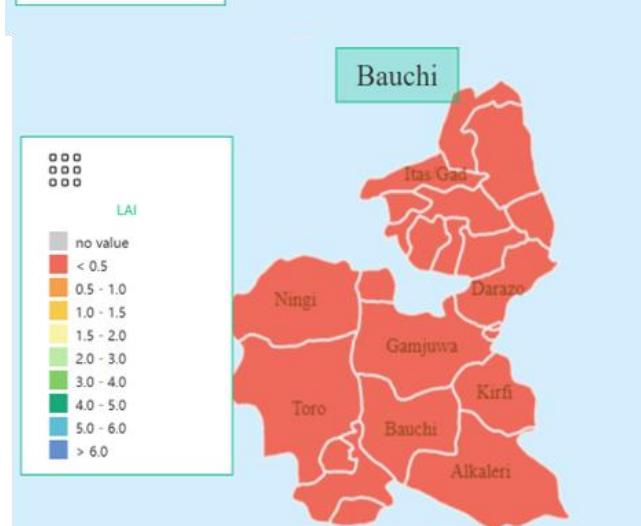 Bauchi
LAI
no value
< 0.5
0.5 - 1.0
1.0 - 1.5
1.5 - 2.0
2.0 - 3.0
3.0 - 4.0
4.0 - 5.0
5.0 - 6.0
> 6.0
Itas/Gad
Darazo
Ningi
Gamjuwa
Kirfi
Toro
Bauchi
Alkaleri